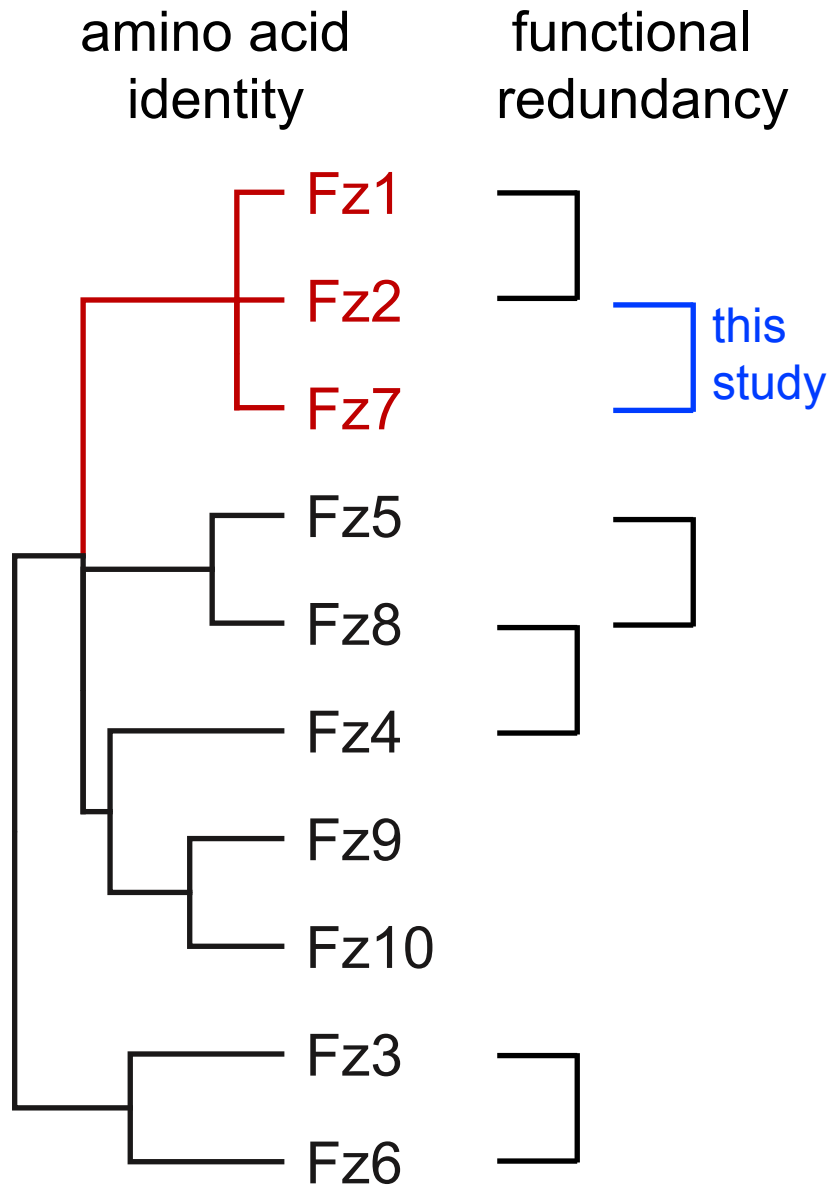 amino acid
identity
functional
redundancy
Fz1
Fz2
this
study
Fz7
Fz5
Fz8
Fz4
Fz9
Fz10
Fz3
Fz6